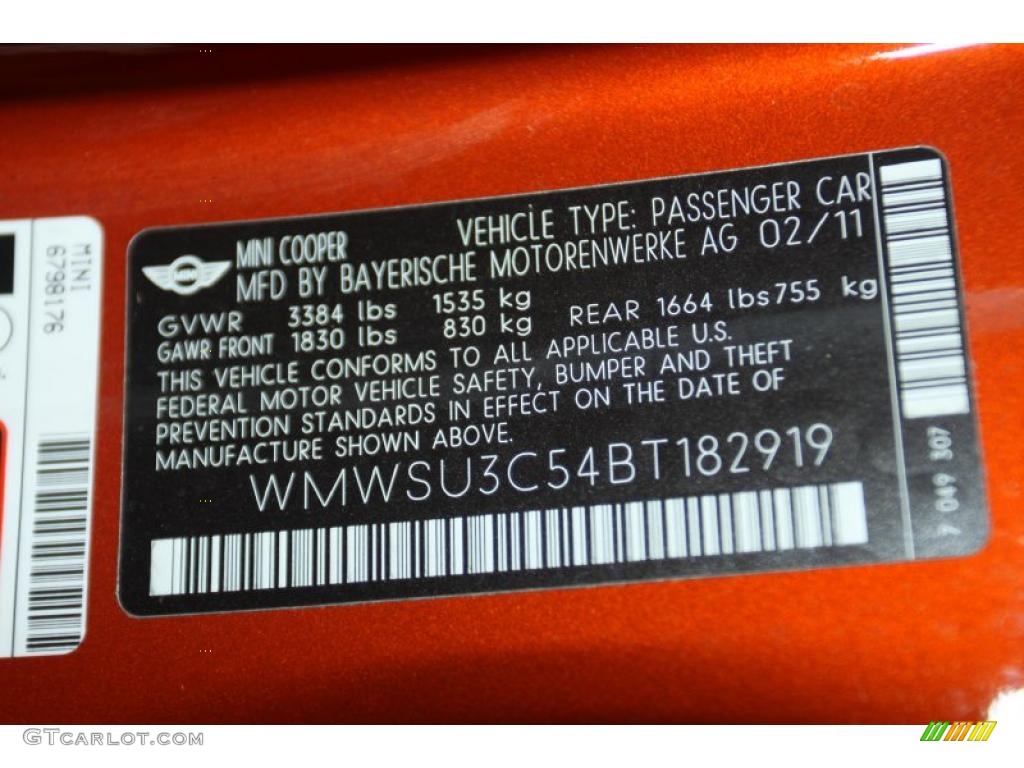 MINI
6798176
MINI COOPER VEHICLE TYPE: PASSENGER CAR
MFD BY BAYERISCHE MOTORENWERKE AG 02/11
GVWR 3384 lbs 1535 kg
GAWR FRONT 1830 lbs 830 kg REAR 1664 lbs 755 kg
THIS VEHICLE CONFORMS TO ALL APPLICABLE U.S.
FEDERAL MOTOR VEHICLE SAFETY, BUMPER AND THEFT
PREVENTION STANDARDS IN EFFECT ON THE DATE OF
MANUFACTURE SHOWN ABOVE.
WMWSU3C54BT182919
7 049 307
GTCARLOT.COM